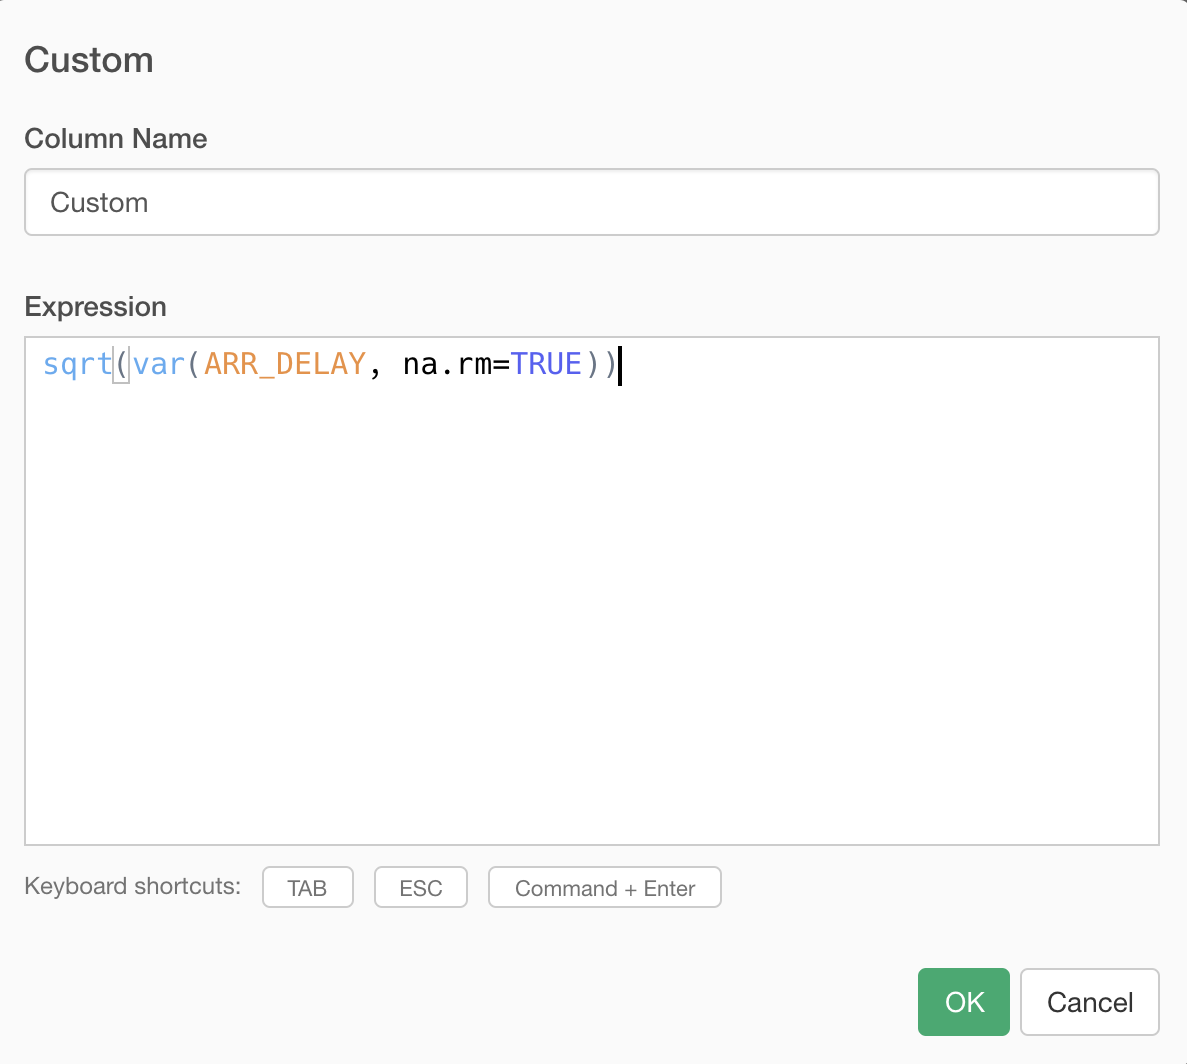 Custom
Column Name
Custom
Expression
sqrt(var(ARR_DELAY, na.rm=TRUE))
Keyboard shortcuts: TAB ESC Command + Enter
OK Cancel